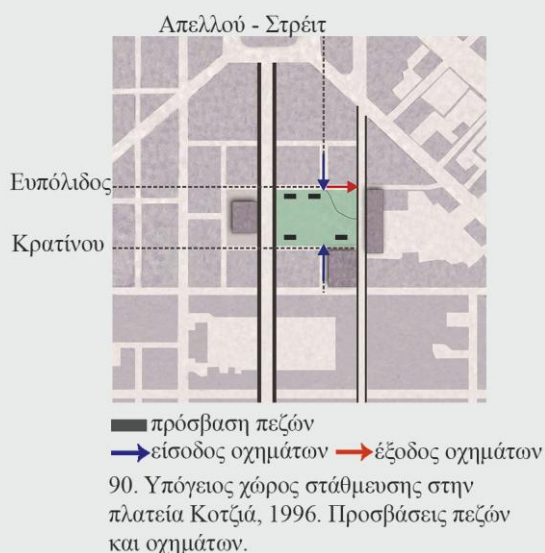 Απελλού - Στρέιτ
Ευπόλιδος
Κρατίνου
πρόσβαση πεζών
είσοδος οχημάτων έξοδος οχημάτων
90. Υπόγειος χώρος στάθμευσης στην
πλατεία Κοτζιά, 1996. Προσβάσεις πεζών
και οχημάτων.